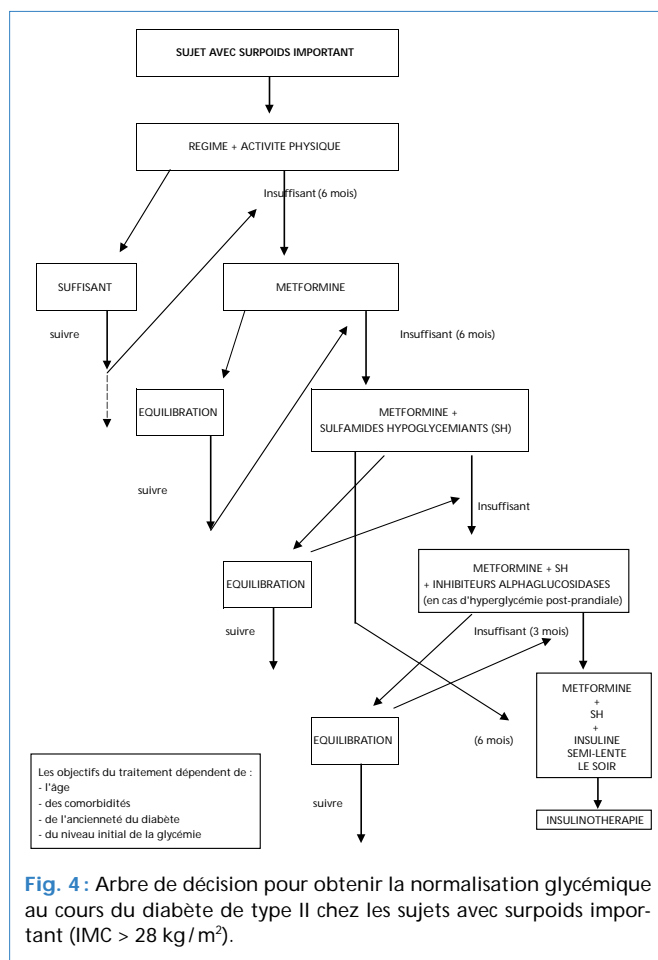 SUJET AVEC SURPOIDS IMPORTANT
REGIME + ACTIVITE PHYSIQUE
Insuffisant (6 mois)
SUFFISANT
METFORMINE
suivre
Insuffisant (6 mois)
EQUILIBRATION
METFORMINE +
SULFAMIDES HYPOGLYCEMIANTS (SH)
suivre
Insuffisant
EQUILIBRATION
METFORMINE + SH
+ INHIBITEURS ALPHAGLUCOSIDASES
(en cas d'hyperglycémie post-prandiale)
suivre
Insuffisant (3 mois)
METFORMINE
+
SH
+
INSULINE
SEMI-LENTE
LE SOIR
EQUILIBRATION
(6 mois)
suivre
INSULINOTHERAPIE
Les objectifs du traitement dépendent de :
- l'âge
- des comorbidités
- de l'ancienneté du diabète
- du niveau initial de la glycémie
Fig. 4 : Arbre de décision pour obtenir la normalisation glycémique
au cours du diabète de type II chez les sujets avec surpoids impor-
tant (IMC > 28 kg/m²).